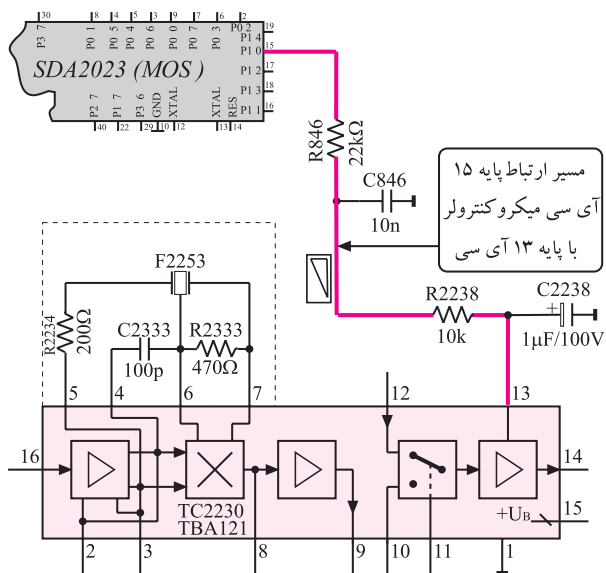 30 8 4 5 3 9 7 6 2
P3 7 P0 1 P0 5 P0 4 P0 3 P0 0 P0 7 P0 3 P0 2
P1 4 19
P1 0 15
SDA2023 (MOS)
P1 2 17
P1 3 18
P1 1 16
P2 7 P1 7 P3 6 GND XTAL XTAL RES
40 22 29 10 12 13 14
R846
22kΩ
C846
10n
مسیر ارتباط پایه ۱۵
آی سی میکروکنترولر
با پایه ۱۳ آی سی
F2253
R2234
200Ω
C2333
100p
R2333
470Ω
R2238
10k
C2238
+
1µF/100V
5 4 6 7 12 13
16
14
TC2230
TBA121
+UB 15
2 3 8 9 10 11 1